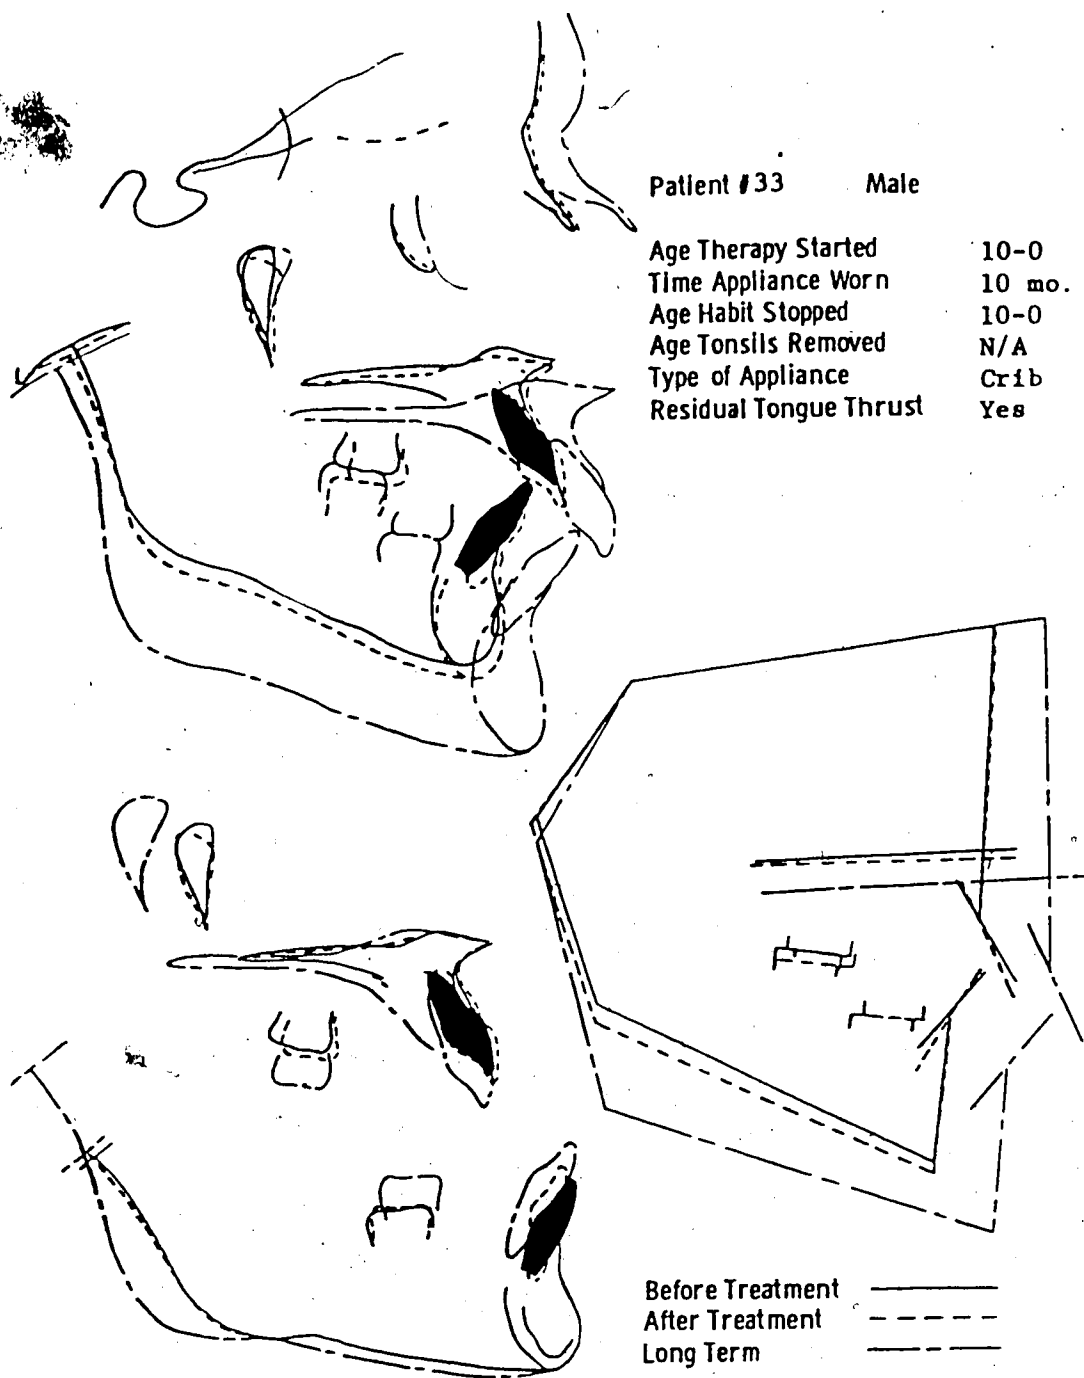 Patient #33 Male
Age Therapy Started 10-0
Time Appliance Worn 10 mo.
Age Habit Stopped 10-0
Age Tonsils Removed N/A
Type of Appliance Crib
Residual Tongue Thrust Yes
Before Treatment
After Treatment
Long Term